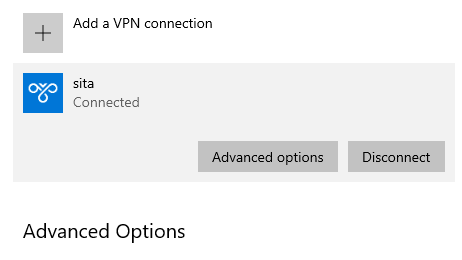 Add a VPN connection
sita
Connected
Advanced options
Disconnect
Advanced Options